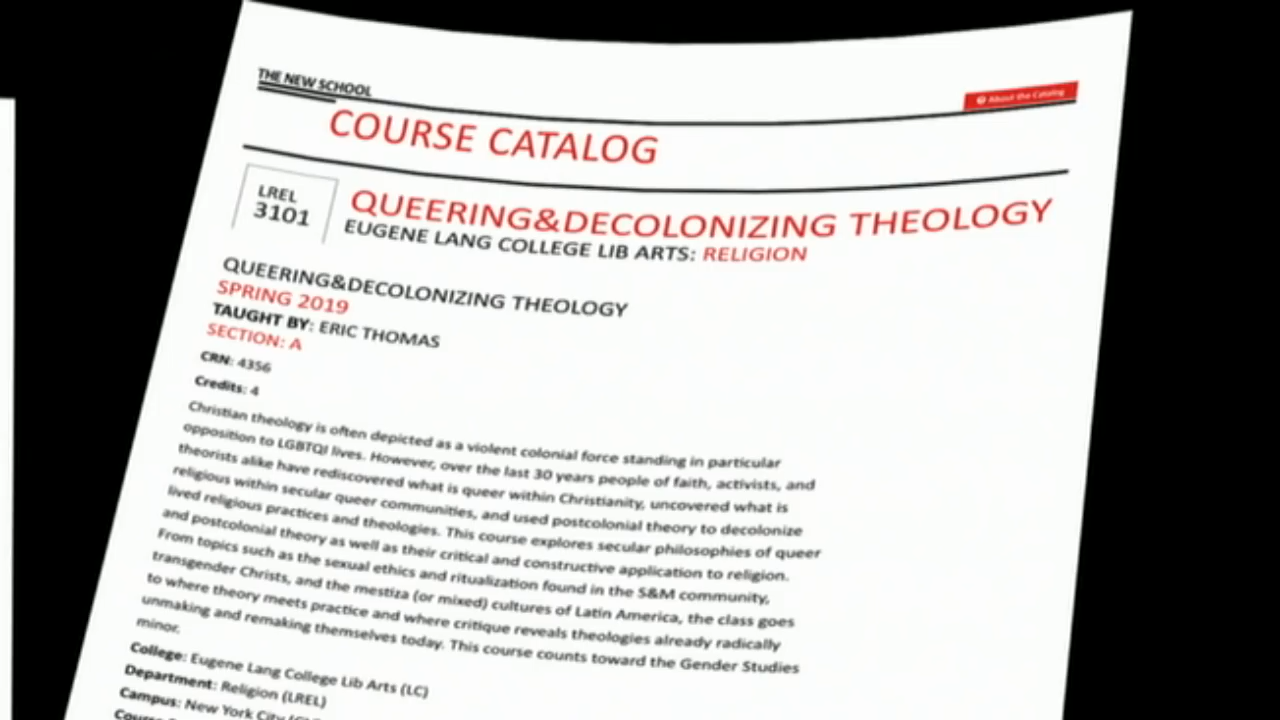 THE NEW SCHOOL
About the Catalog
COURSE CATALOG
LREL
3101
QUEERING&DECOLONIZING THEOLOGY
EUGENE LANG COLLEGE LIB ARTS: RELIGION
QUEERING&DECOLONIZING THEOLOGY
SPRING 2019
TAUGHT BY: ERIC THOMAS
SECTION: A
CRN: 4356
Credits: 4
Christian theology is often depicted as a violent colonial force standing in particular
opposition to LGBTQI lives. However, over the last 30 years people of faith, activists, and
theorists alike have rediscovered what is queer within Christianity, uncovered what is
religious within secular queer communities, and used postcolonial theory to decolonize
lived religious practices and theologies. This course explores secular philosophies of queer
and postcolonial theory as well as their critical and constructive application to religion.
From topics such as the sexual ethics and ritualization found in the S&M community,
transgender Christs, and the mestiza (or mixed) cultures of Latin America, the class goes
to where theory meets practice and where critique reveals theologies already radically
unmaking and remaking themselves today. This course counts toward the Gender Studies
minor.
College: Eugene Lang College Lib Arts (LC)
Department: Religion (LREL)
Campus: New York City